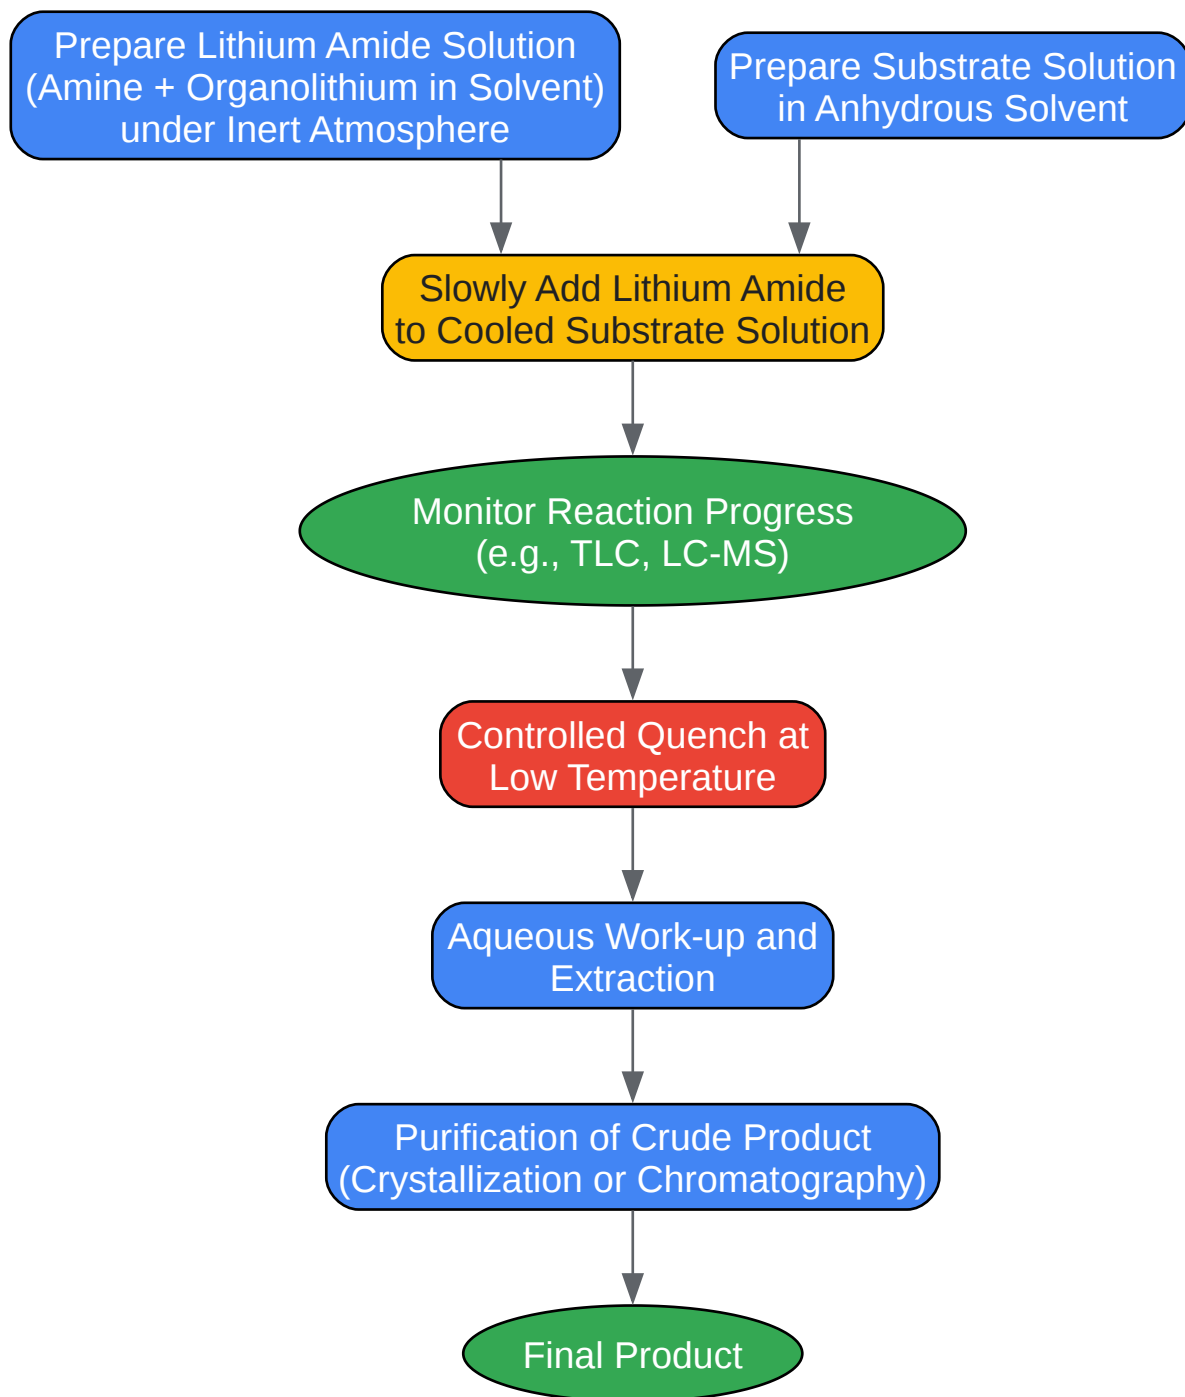 Prepare Lithium Amide Solution
(Amine + Organolithium in Solvent)
under Inert Atmosphere
Prepare Substrate Solution
in Anhydrous Solvent
Slowly Add Lithium Amide
to Cooled Substrate Solution
Monitor Reaction Progress
(e.g., TLC, LC-MS)
Controlled Quench at
Low Temperature
Aqueous Work-up and
Extraction
Purification of Crude Product
(Crystallization or Chromatography)
Final Product